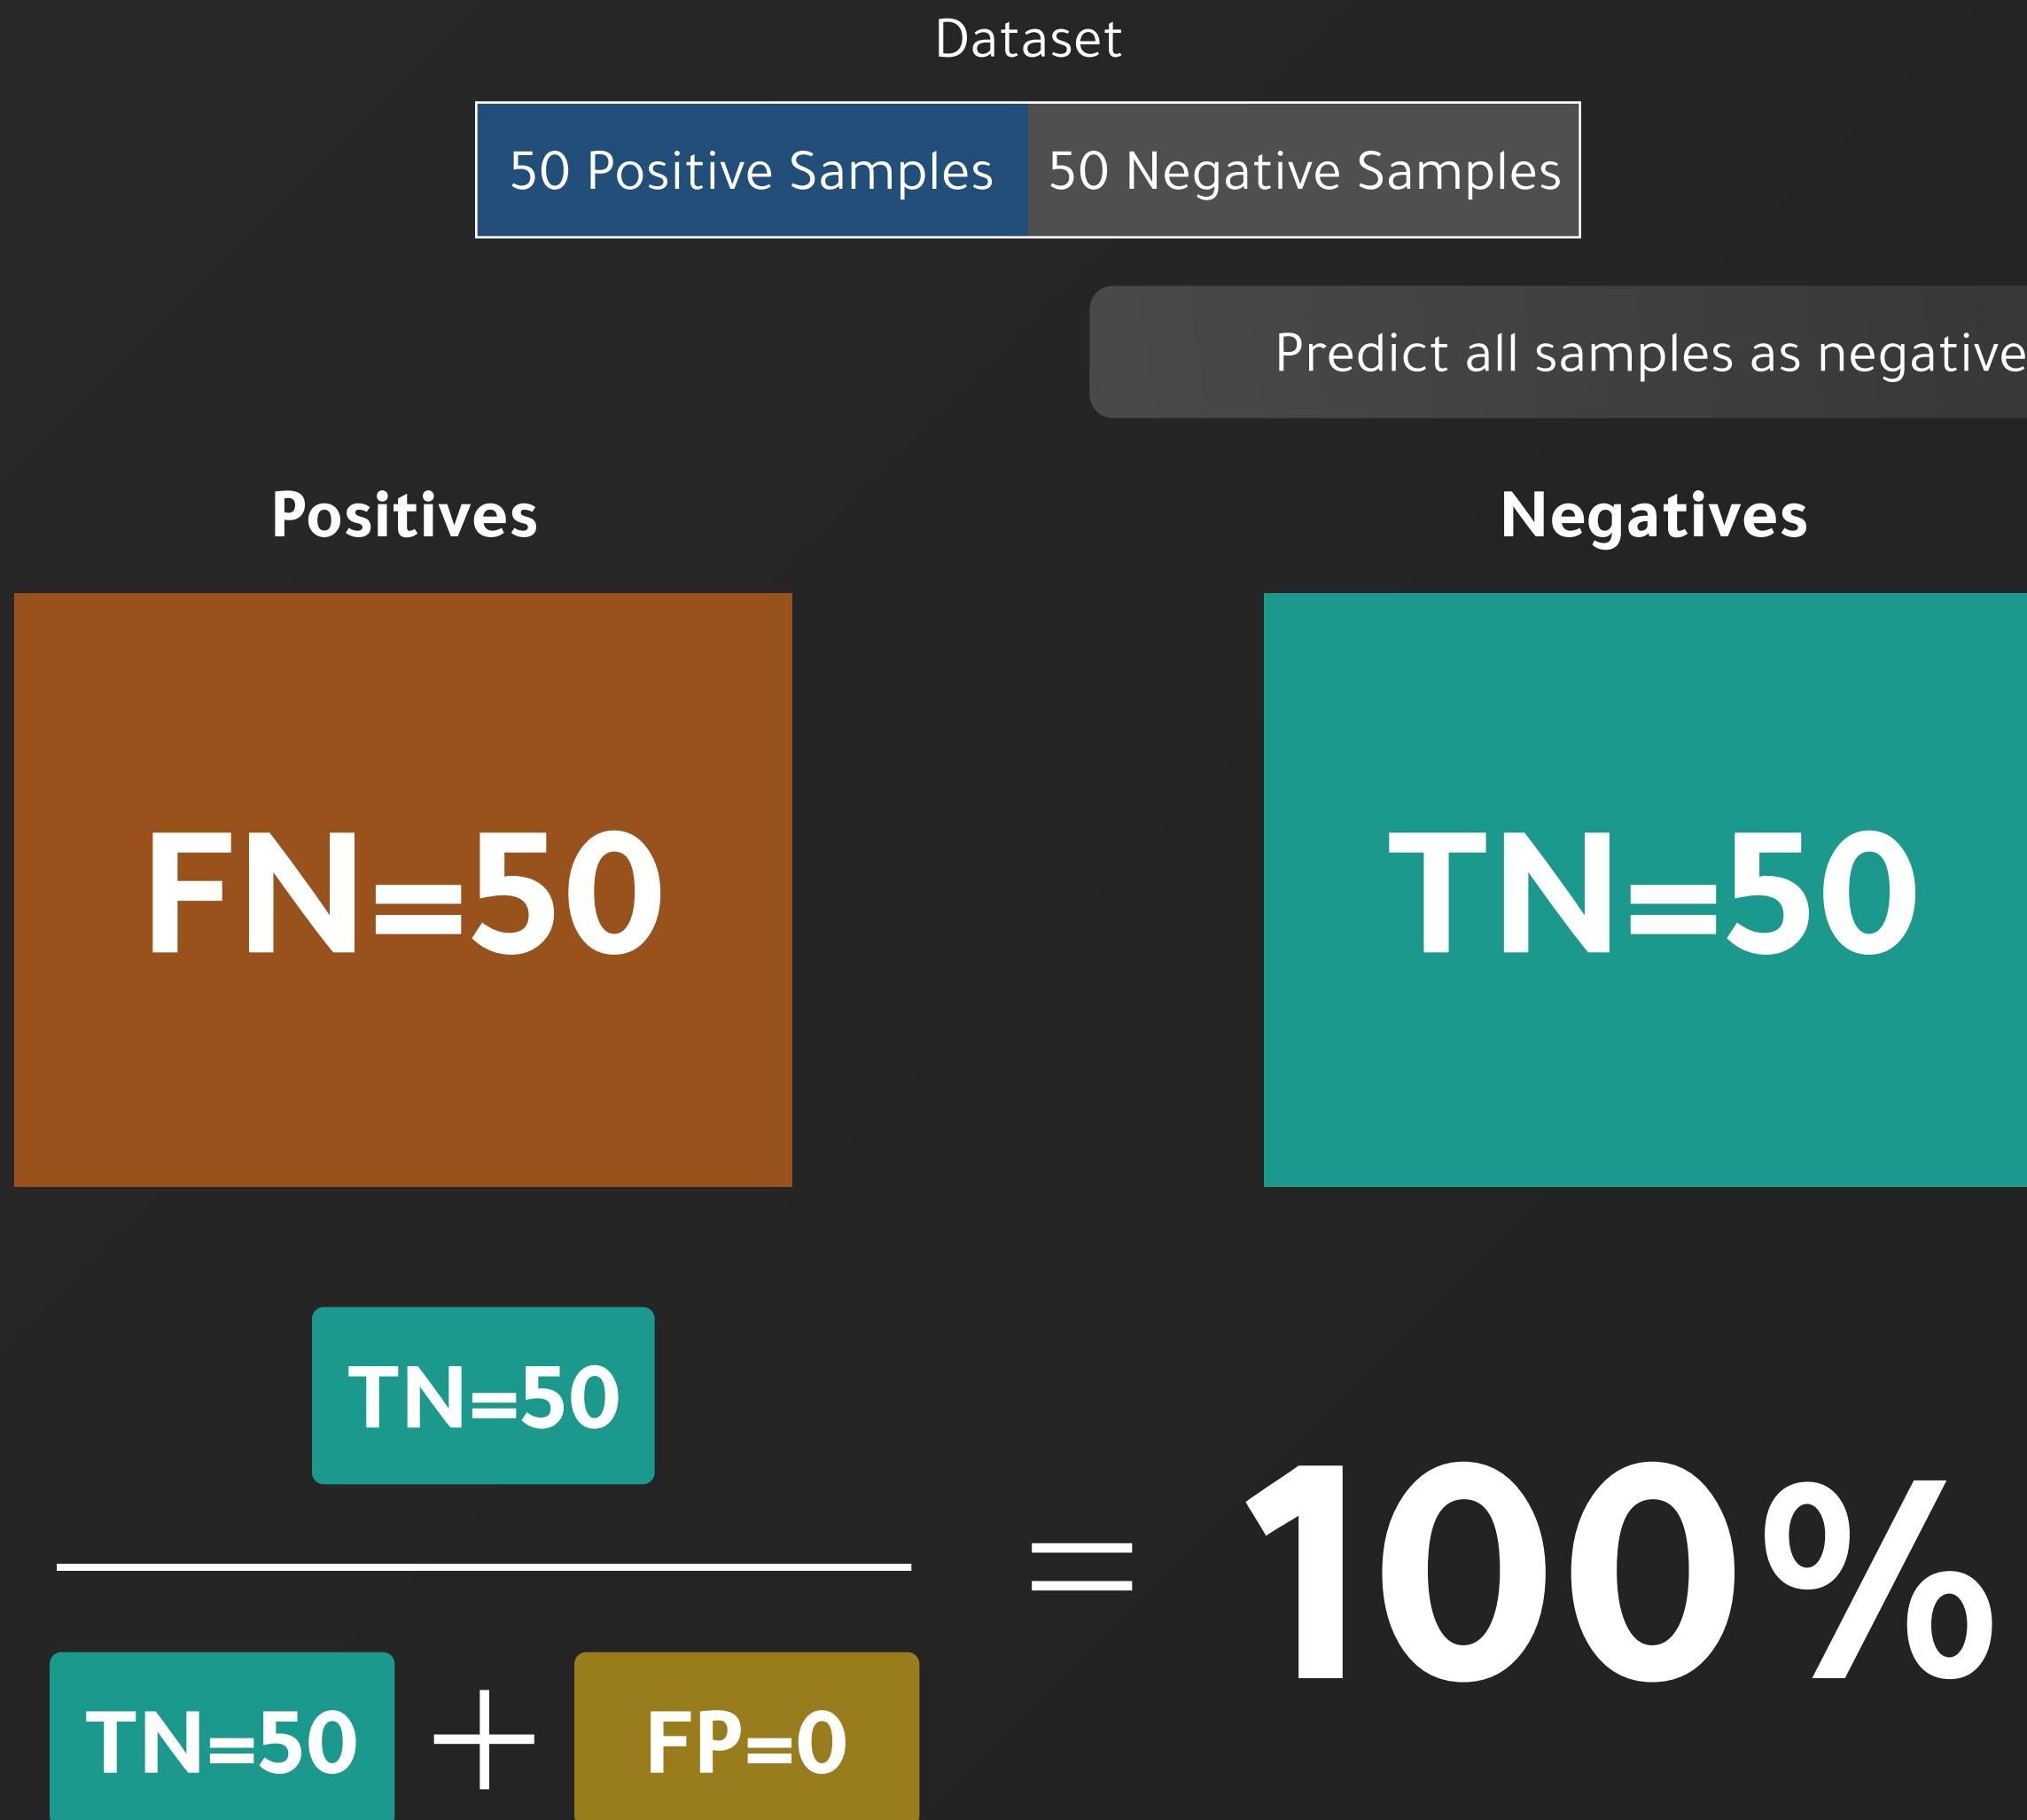 Dataset
50 Positive Samples
50 Negative Samples
Predict all samples as negative
Positives
Negatives
FN=50
TN=50
TN=50
=
100%
TN=50 + FP=0